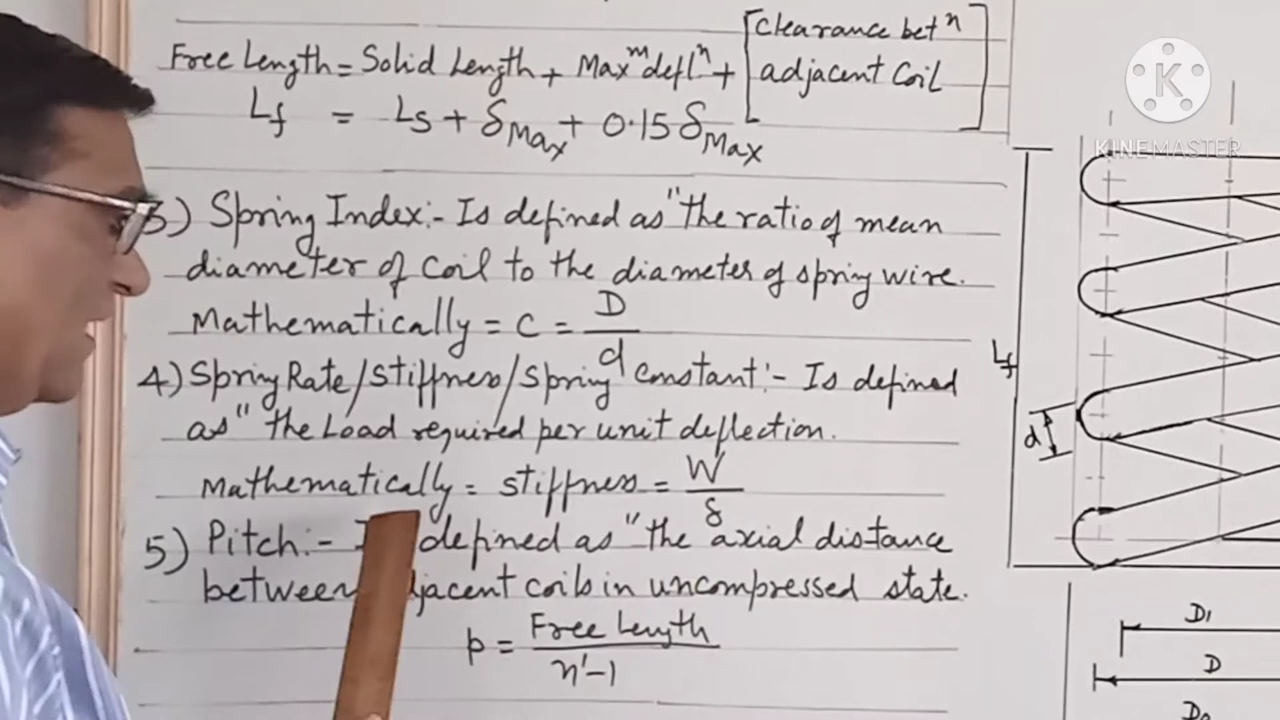 [Clearance betⁿ
Free Length = Solid Length + Maxᵐ deflⁿ + adjacent Coil]
Lf = Ls + δMax + 0.15 δMax
3) Spring Index:- Is defined as "the ratio of mean
diameter of coil to the diameter of spring wire.
Mathematically = C = D/d
4) Spring Rate/Stiffness/Spring Constant:- Is defined
as "the Load required per unit deflection.
Mathematically = stiffness = W/δ
5) Pitch:- defined as "the axial distance
between adjacent coils in uncompressed state.
p = Free Length/n'-1
K
KINEMASTER
Lf
d
D1
D